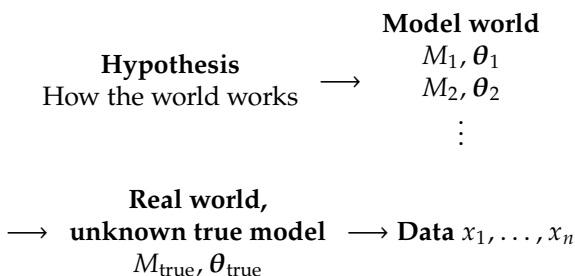 Model world
Hypothesis
How the world works
⟶
M₁, θ₁
M₂, θ₂
⋮
Real world,
⟶ unknown true model ⟶ Data x₁, . . . , xₙ
M_true, θ_true